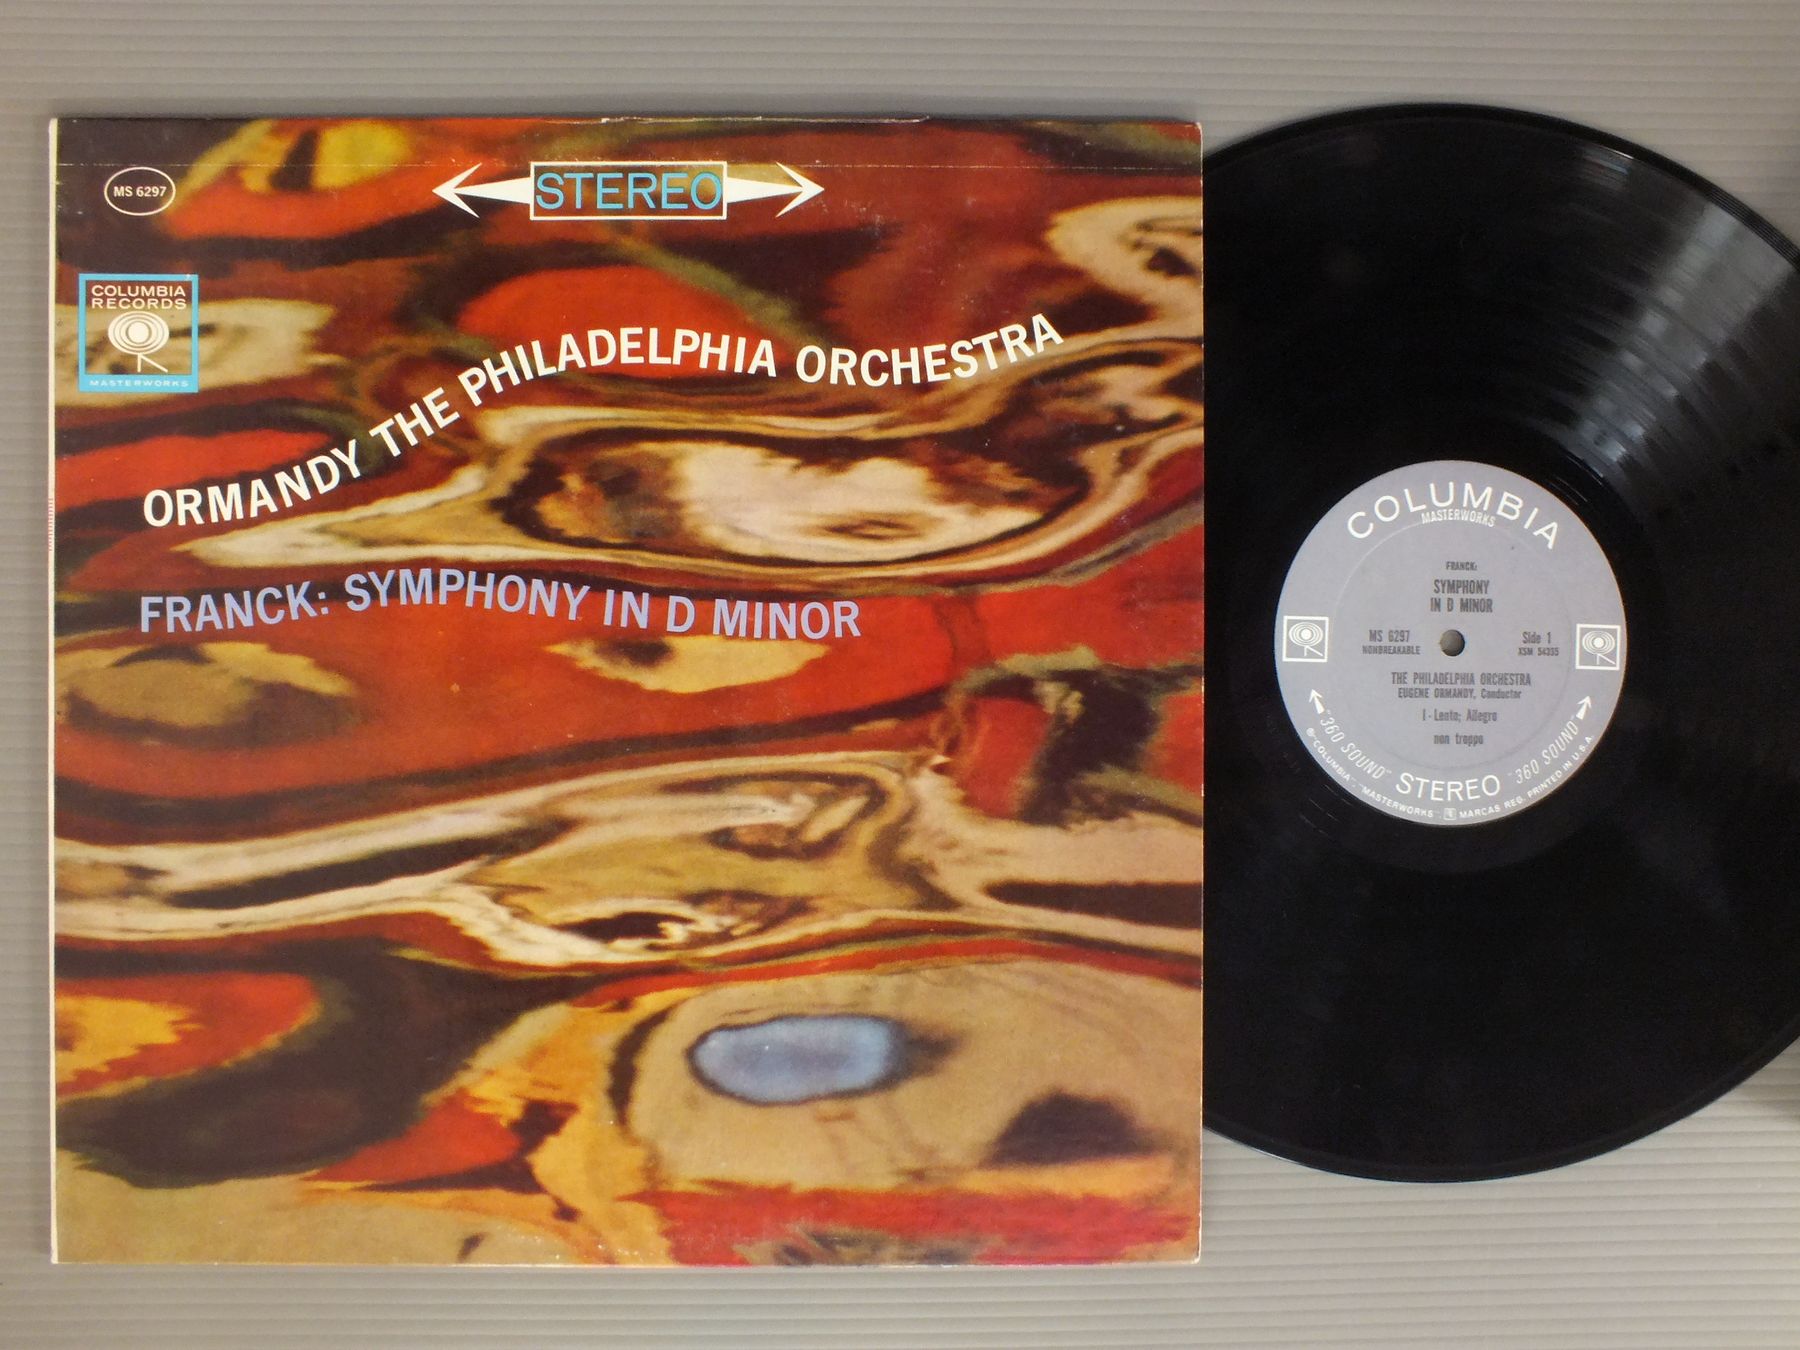 MS 6297
STEREO
COLUMBIA
RECORDS
MASTERWORKS
ORMANDY THE PHILADELPHIA ORCHESTRA
FRANCK: SYMPHONY IN D MINOR
COLUMBIA
MASTERWORKS
FRANCK:
SYMPHONY
IN D MINOR
MS 6297
NONBREAKABLE
Side 1
XSM 54335
THE PHILADELPHIA ORCHESTRA
EUGENE ORMANDY, Conductor
I - Lento; Allegro
non troppo
"360 SOUND" STEREO "360 SOUND"
® "COLUMBIA", "MASTERWORKS", MARCAS REG. PRINTED IN U.S.A.